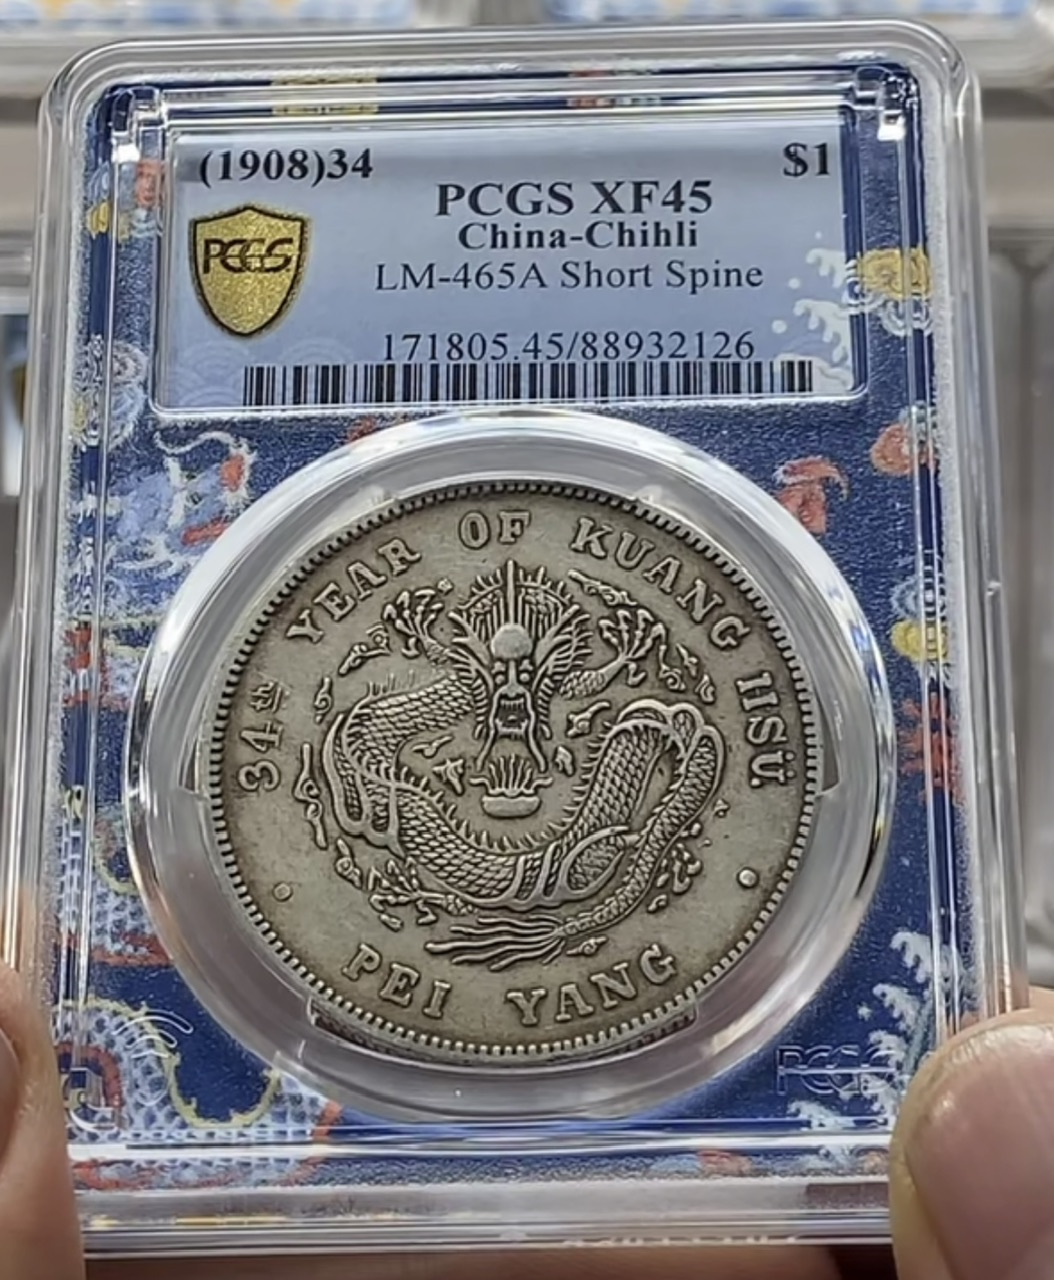 (1908)34 $1
PCGS XF45
China-Chihli
PCGS
LM-465A Short Spine
171805.45/88932126
34TH YEAR OF KUANG HSÜ
PEI YANG
PCGS